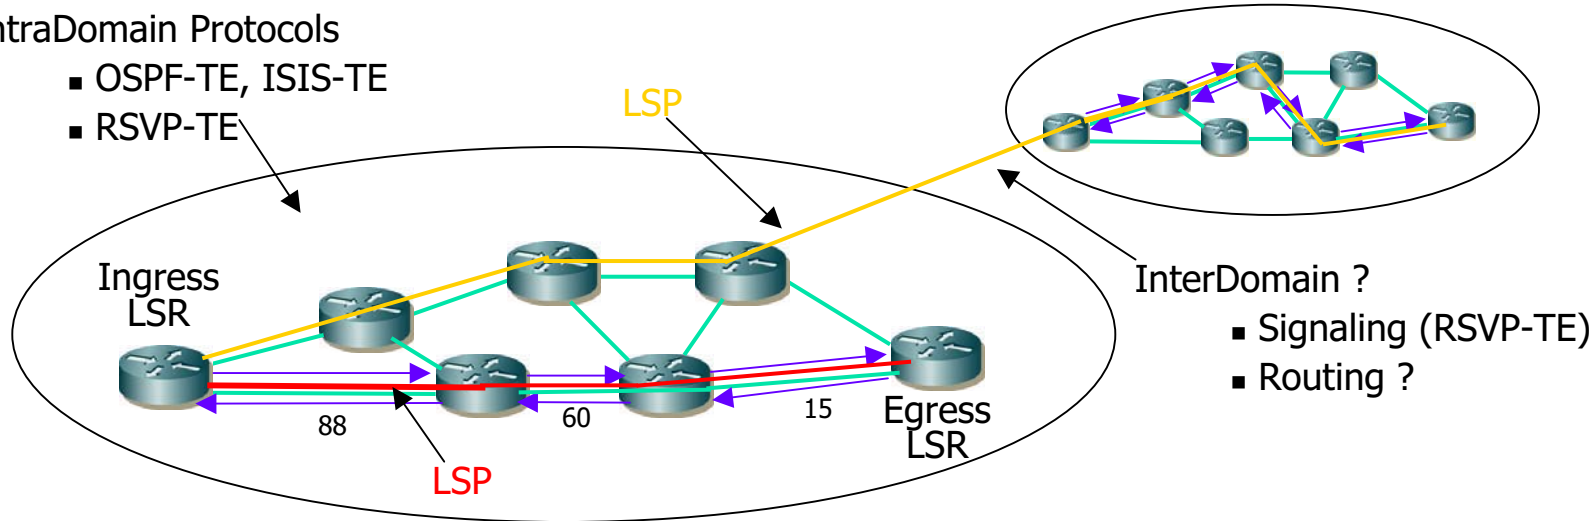 ntraDomain Protocols
▪ OSPF-TE, ISIS-TE
▪ RSVP-TE
LSP
Ingress
LSR
InterDomain ?
▪ Signaling (RSVP-TE)
▪ Routing ?
88
60
15
Egress
LSR
LSP